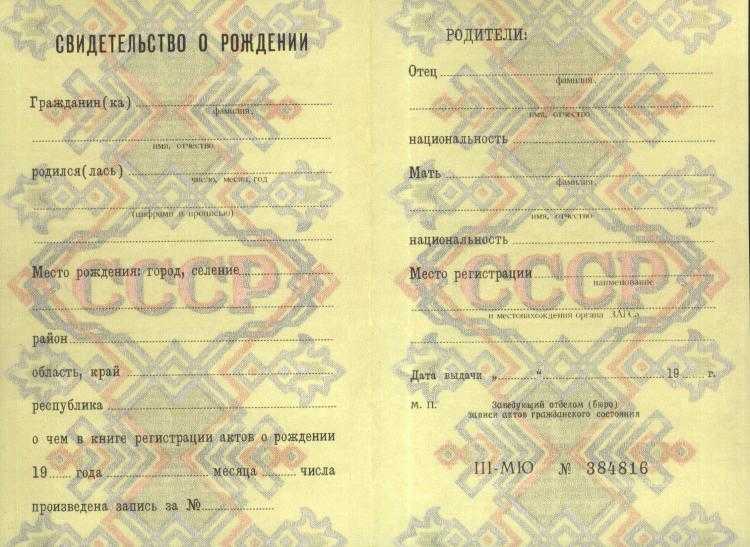 СВИДЕТЕЛЬСТВО О РОЖДЕНИИ
Гражданин(ка)
фамилия,
имя, отчество
родился(лась)
число, месяц, год
(цифрами и прописью)
СССР
Место рождения: город, селение
район
область, край
республика
о чем в книге регистрации актов о рождении
19 года месяца числа
произведена запись за №
РОДИТЕЛИ:
Отец
фамилия,
имя, отчество
национальность
Мать
фамилия,
имя, отчество
национальность
СССР
Место регистрации
наименование
и местонахождения органа ЗАГСа
Дата выдачи „ “ 19 г.
М. П. Заведующий отделом (бюро)
записи актов гражданского состояния
III-МЮ № 384816